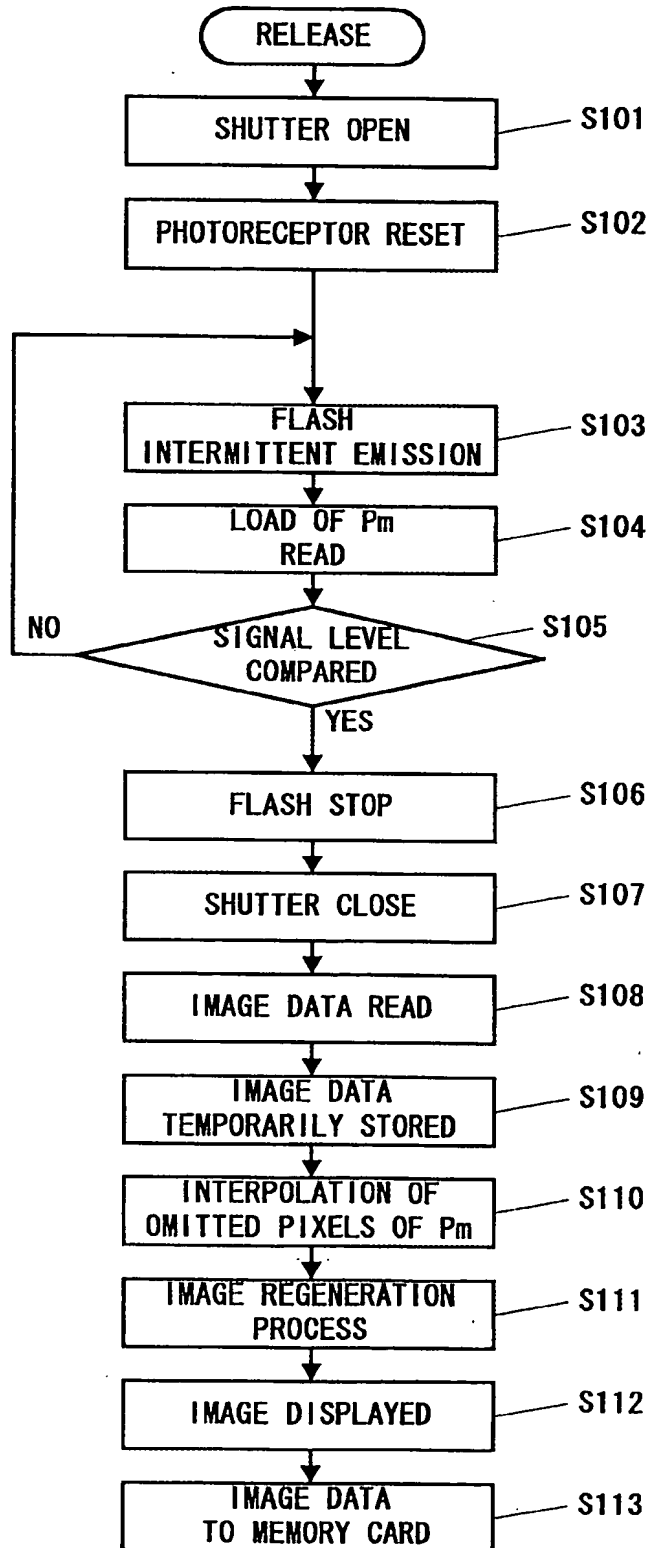 RELEASE
SHUTTER OPEN
S101
PHOTORECEPTOR RESET
S102
FLASH
INTERMITTENT EMISSION
S103
LOAD OF Pm
READ
S104
NO
SIGNAL LEVEL
COMPARED
S105
YES
FLASH STOP
S106
SHUTTER CLOSE
S107
IMAGE DATA READ
S108
IMAGE DATA
TEMPORARILY STORED
S109
INTERPOLATION OF
OMITTED PIXELS OF Pm
S110
IMAGE REGENERATION
PROCESS
S111
IMAGE DISPLAYED
S112
IMAGE DATA
TO MEMORY CARD
S113